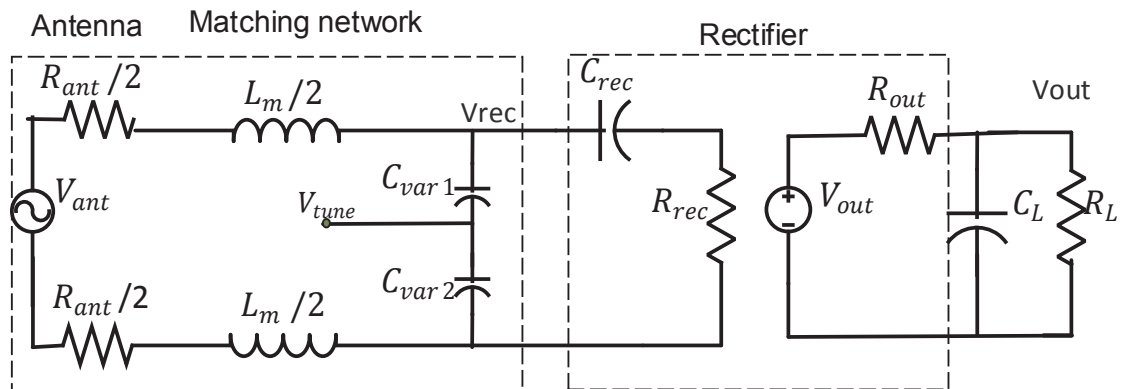 Antenna
Matching network
Rectifier
R_ant /2
L_m /2
Vrec
C_rec
R_out
Vout
C_var 1
V_ant
V_tune
R_rec
V_out
C_L
R_L
C_var 2
R_ant /2
L_m /2